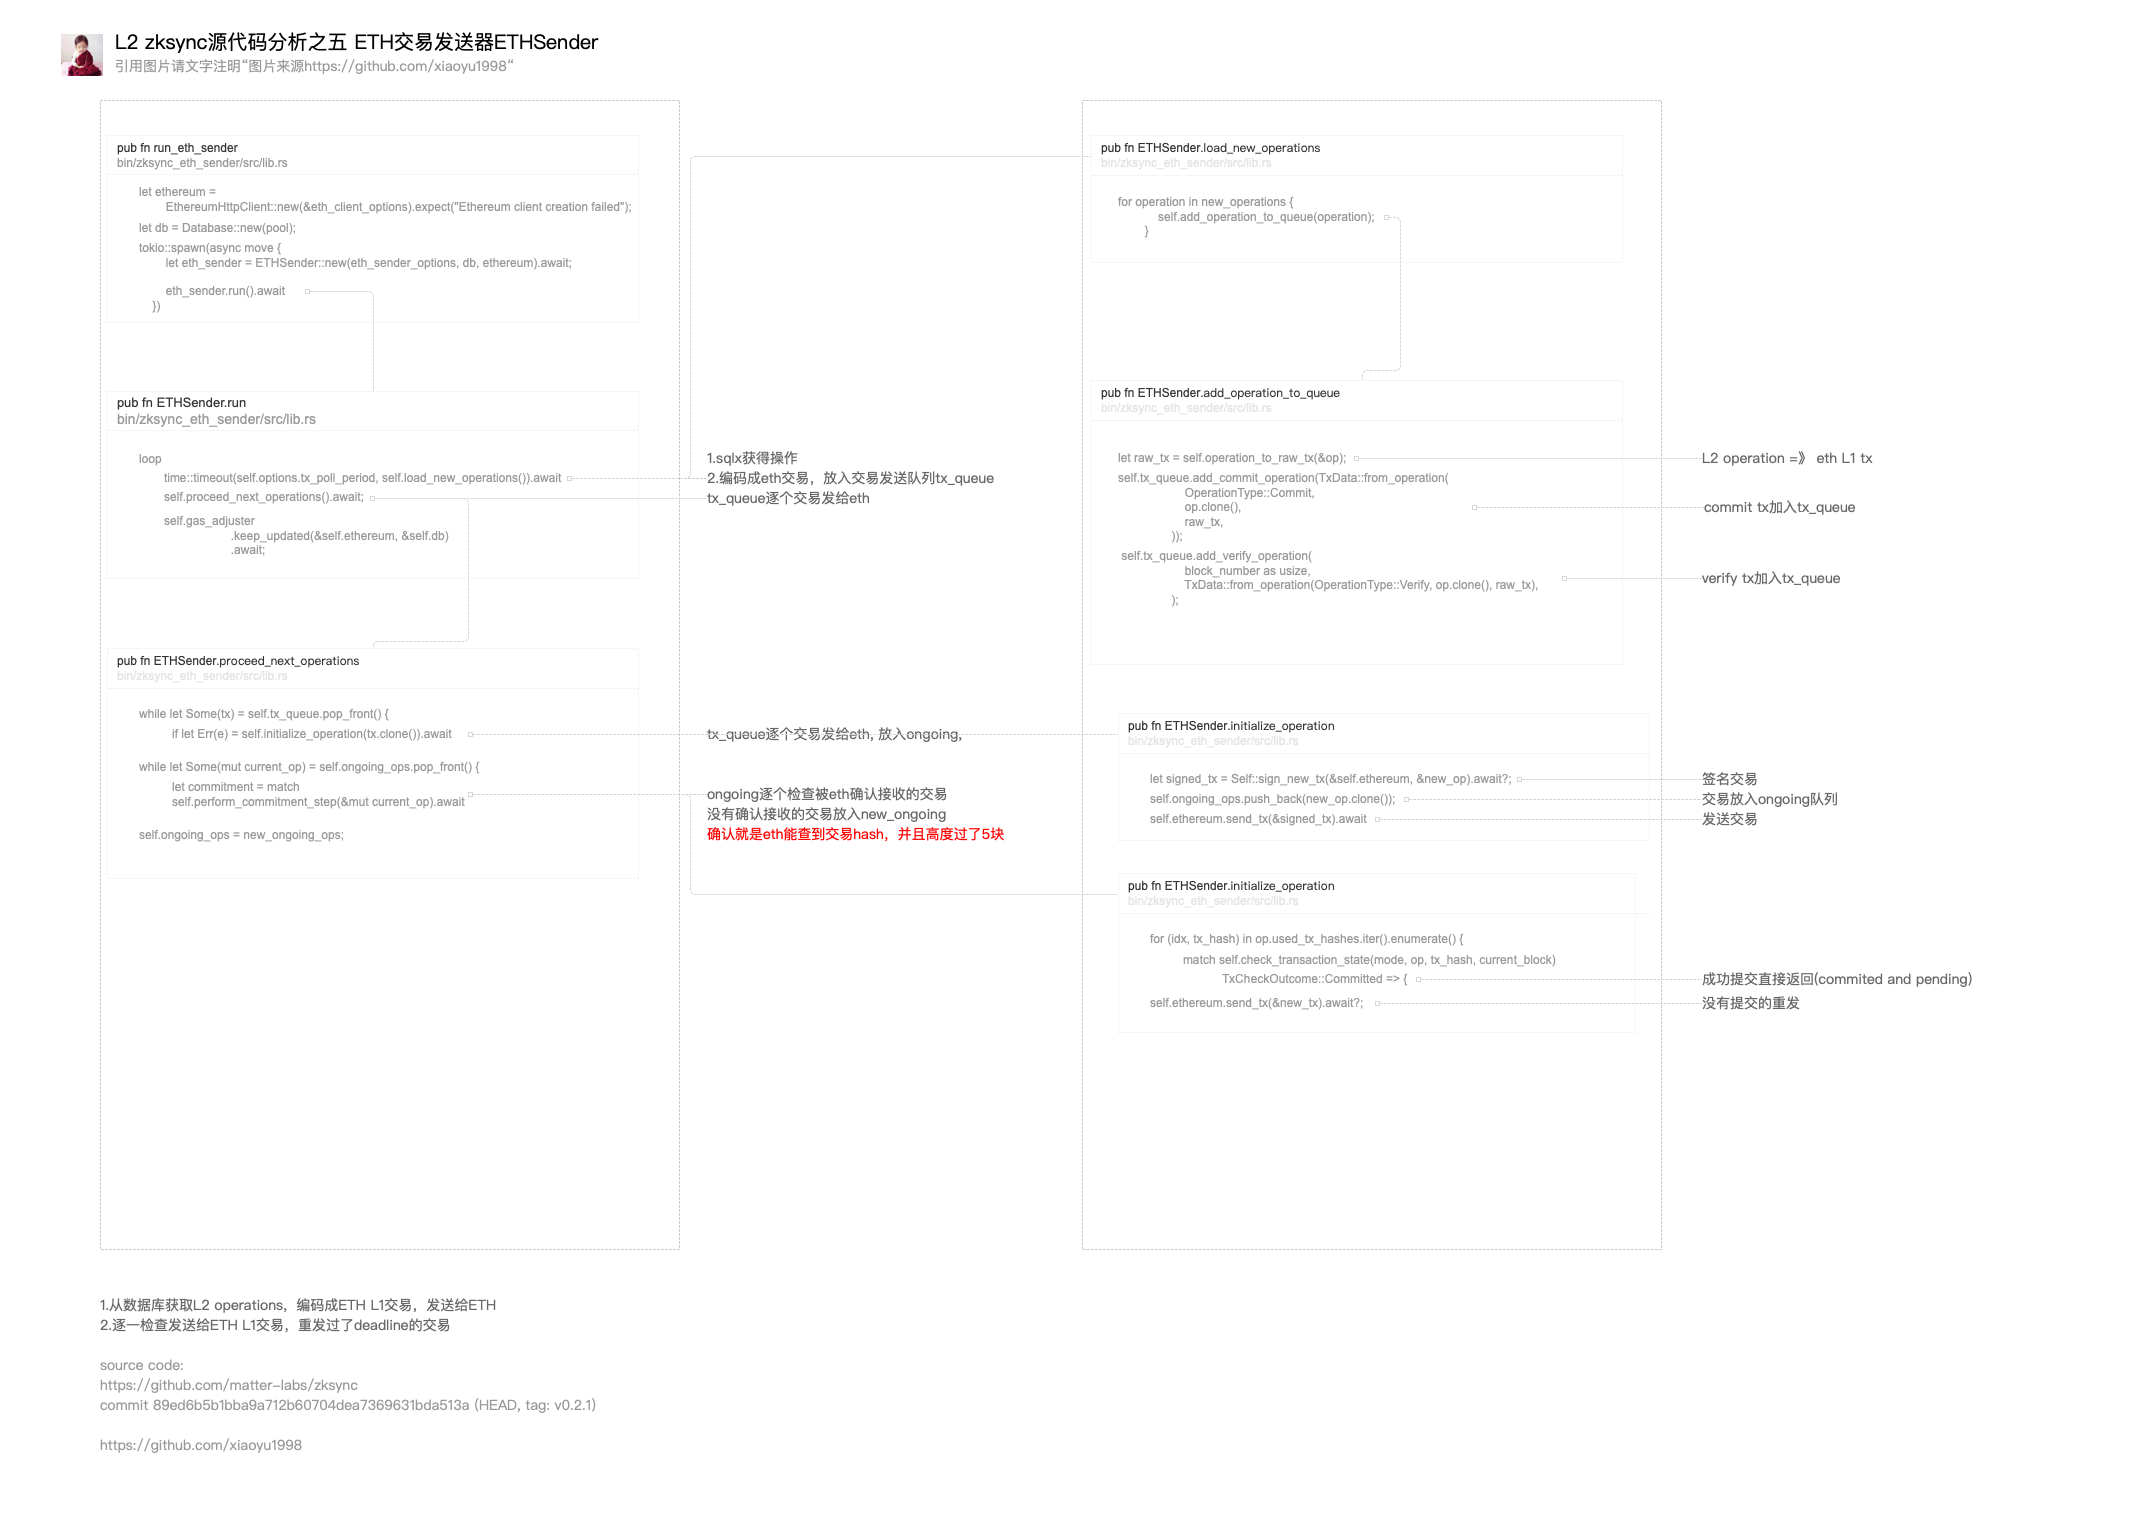 L2 zksync源代码分析之五 ETH交易发送器ETHSender
引用图片请文字注明“图片来源https://github.com/xiaoyu1998“
pub fn run_eth_sender
bin/zksync_eth_sender/src/lib.rs
let ethereum =
EthereumHttpClient::new(&eth_client_options).expect("Ethereum client creation failed");
let db = Database::new(pool);
tokio::spawn(async move {
let eth_sender = ETHSender::new(eth_sender_options, db, ethereum).await;
eth_sender.run().await
})
pub fn ETHSender.run
bin/zksync_eth_sender/src/lib.rs
loop
time::timeout(self.options.tx_poll_period, self.load_new_operations()).await
self.proceed_next_operations().await;
self.gas_adjuster
.keep_updated(&self.ethereum, &self.db)
.await;
1.sqlx获得操作
2.编码成eth交易，放入交易发送队列tx_queue
tx_queue逐个交易发给eth
pub fn ETHSender.proceed_next_operations
bin/zksync_eth_sender/src/lib.rs
while let Some(tx) = self.tx_queue.pop_front() {
if let Err(e) = self.initialize_operation(tx.clone()).await
while let Some(mut current_op) = self.ongoing_ops.pop_front() {
let commitment = match
self.perform_commitment_step(&mut current_op).await
self.ongoing_ops = new_ongoing_ops;
tx_queue逐个交易发给eth, 放入ongoing,
ongoing逐个检查被eth确认接收的交易
没有确认接收的交易放入new_ongoing
确认就是eth能查到交易hash，并且高度过了5块
pub fn ETHSender.load_new_operations
bin/zksync_eth_sender/src/lib.rs
for operation in new_operations {
self.add_operation_to_queue(operation);
}
pub fn ETHSender.add_operation_to_queue
bin/zksync_eth_sender/src/lib.rs
let raw_tx = self.operation_to_raw_tx(&op);
self.tx_queue.add_commit_operation(TxData::from_operation(
OperationType::Commit,
op.clone(),
raw_tx,
));
self.tx_queue.add_verify_operation(
block_number as usize,
TxData::from_operation(OperationType::Verify, op.clone(), raw_tx),
);
L2 operation =》 eth L1 tx
commit tx加入tx_queue
verify tx加入tx_queue
pub fn ETHSender.initialize_operation
bin/zksync_eth_sender/src/lib.rs
let signed_tx = Self::sign_new_tx(&self.ethereum, &new_op).await?;
self.ongoing_ops.push_back(new_op.clone());
self.ethereum.send_tx(&signed_tx).await
签名交易
交易放入ongoing队列
发送交易
pub fn ETHSender.initialize_operation
bin/zksync_eth_sender/src/lib.rs
for (idx, tx_hash) in op.used_tx_hashes.iter().enumerate() {
match self.check_transaction_state(mode, op, tx_hash, current_block)
TxCheckOutcome::Committed => {
self.ethereum.send_tx(&new_tx).await?;
成功提交直接返回(commited and pending)
没有提交的重发
1.从数据库获取L2 operations，编码成ETH L1交易，发送给ETH
2.逐一检查发送给ETH L1交易，重发过了deadline的交易
source code:
https://github.com/matter-labs/zksync
commit 89ed6b5b1bba9a712b60704dea7369631bda513a (HEAD, tag: v0.2.1)
https://github.com/xiaoyu1998